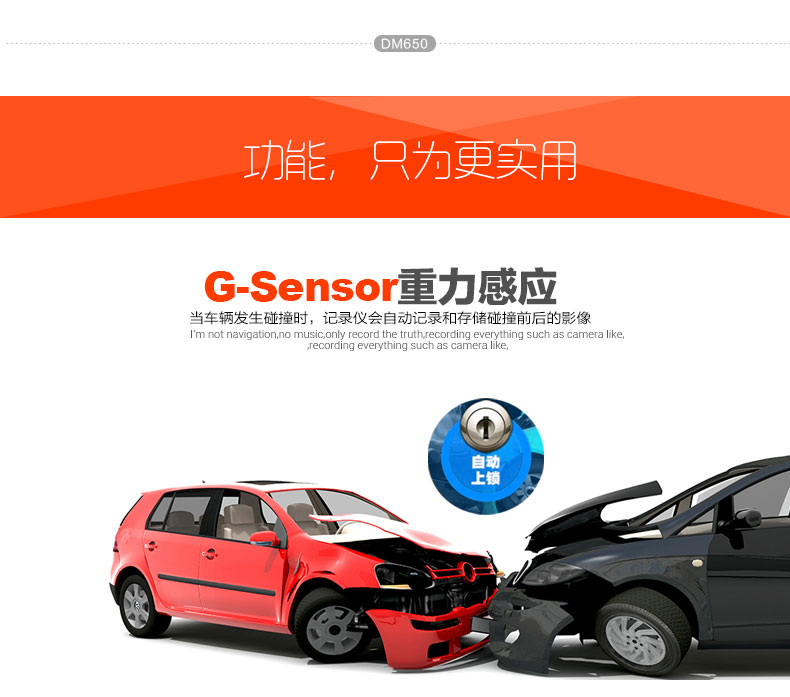 DM650
功能，只为更实用
G-Sensor重力感应
当车辆发生碰撞时，记录仪会自动记录和存储碰撞前后的影像
I'm not navigation,no music,only record the truth,recording everything such as camera like,
,recording everything such as camera like,
自动
上锁